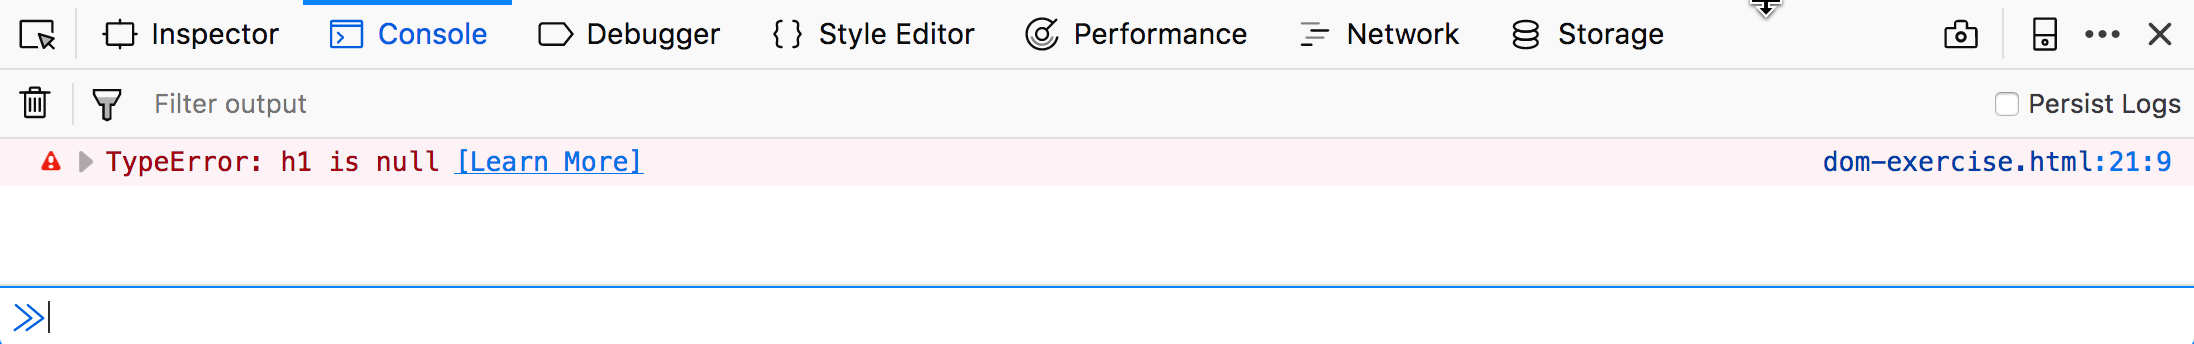 Inspector Console Debugger { } Style Editor Performance Network Storage
Filter output Persist Logs
TypeError: h1 is null [Learn More] dom-exercise.html:21:9